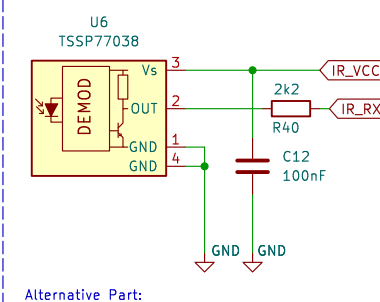 U6
TSSP77038
3
Vs
IR_VCC
DEMOD
2
OUT
2k2
R40
IR_RX
1
GND
4
GND
C12
100nF
GND
GND
Alternative Part: